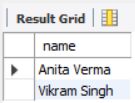 Result Grid
name
Anita Verma
Vikram Singh